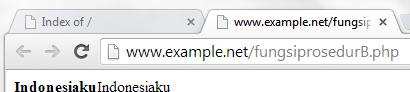 Index of /
www.example.net/fungsip
www.example.net/fungsiprosedurB.php
IndonesiakuIndonesiaku